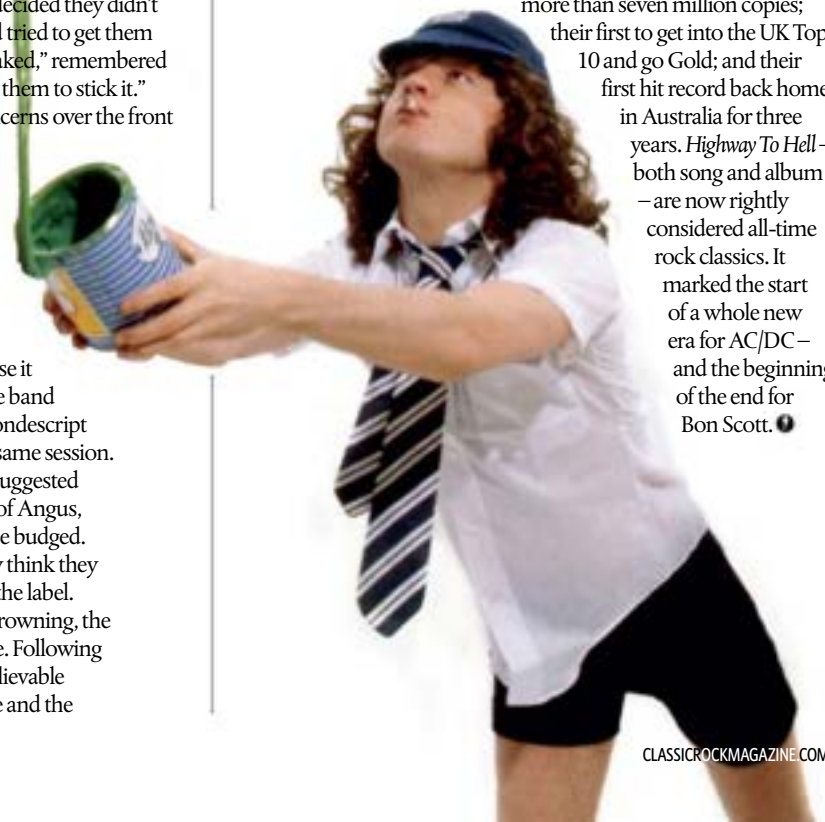 decided they didn't
tried to get them
aked,” remembered
them to stick it.”
cerns over the front
se it
e band
ondescript
same session.
uggested
of Angus,
e budged.
y think they
the label.
rowning, the
e. Following
lievable
e and the
more than seven million copies;
their first to get into the UK Top
10 and go Gold; and their
first hit record back home
in Australia for three
years. Highway To Hell –
both song and album
– are now rightly
considered all-time
rock classics. It
marked the start
of a whole new
era for AC/DC –
and the beginning
of the end for
Bon Scott.
CLASSICROCKMAGAZINE.COM